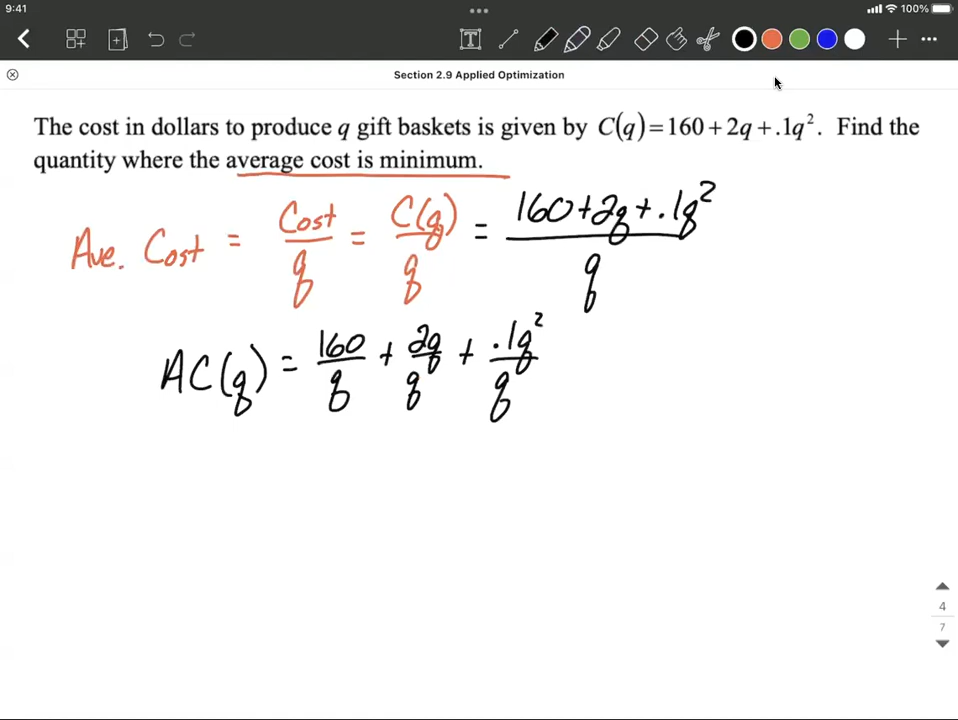 9:41
100%
Section 2.9 Applied Optimization
The cost in dollars to produce q gift baskets is given by C(q)=160+2q+.1q². Find the
quantity where the average cost is minimum.
Ave. Cost = Cost/q = C(q)/q = 160+2q+.1q²/q
AC(q) = 160/q + 2q/q + .1q²/q
4
7